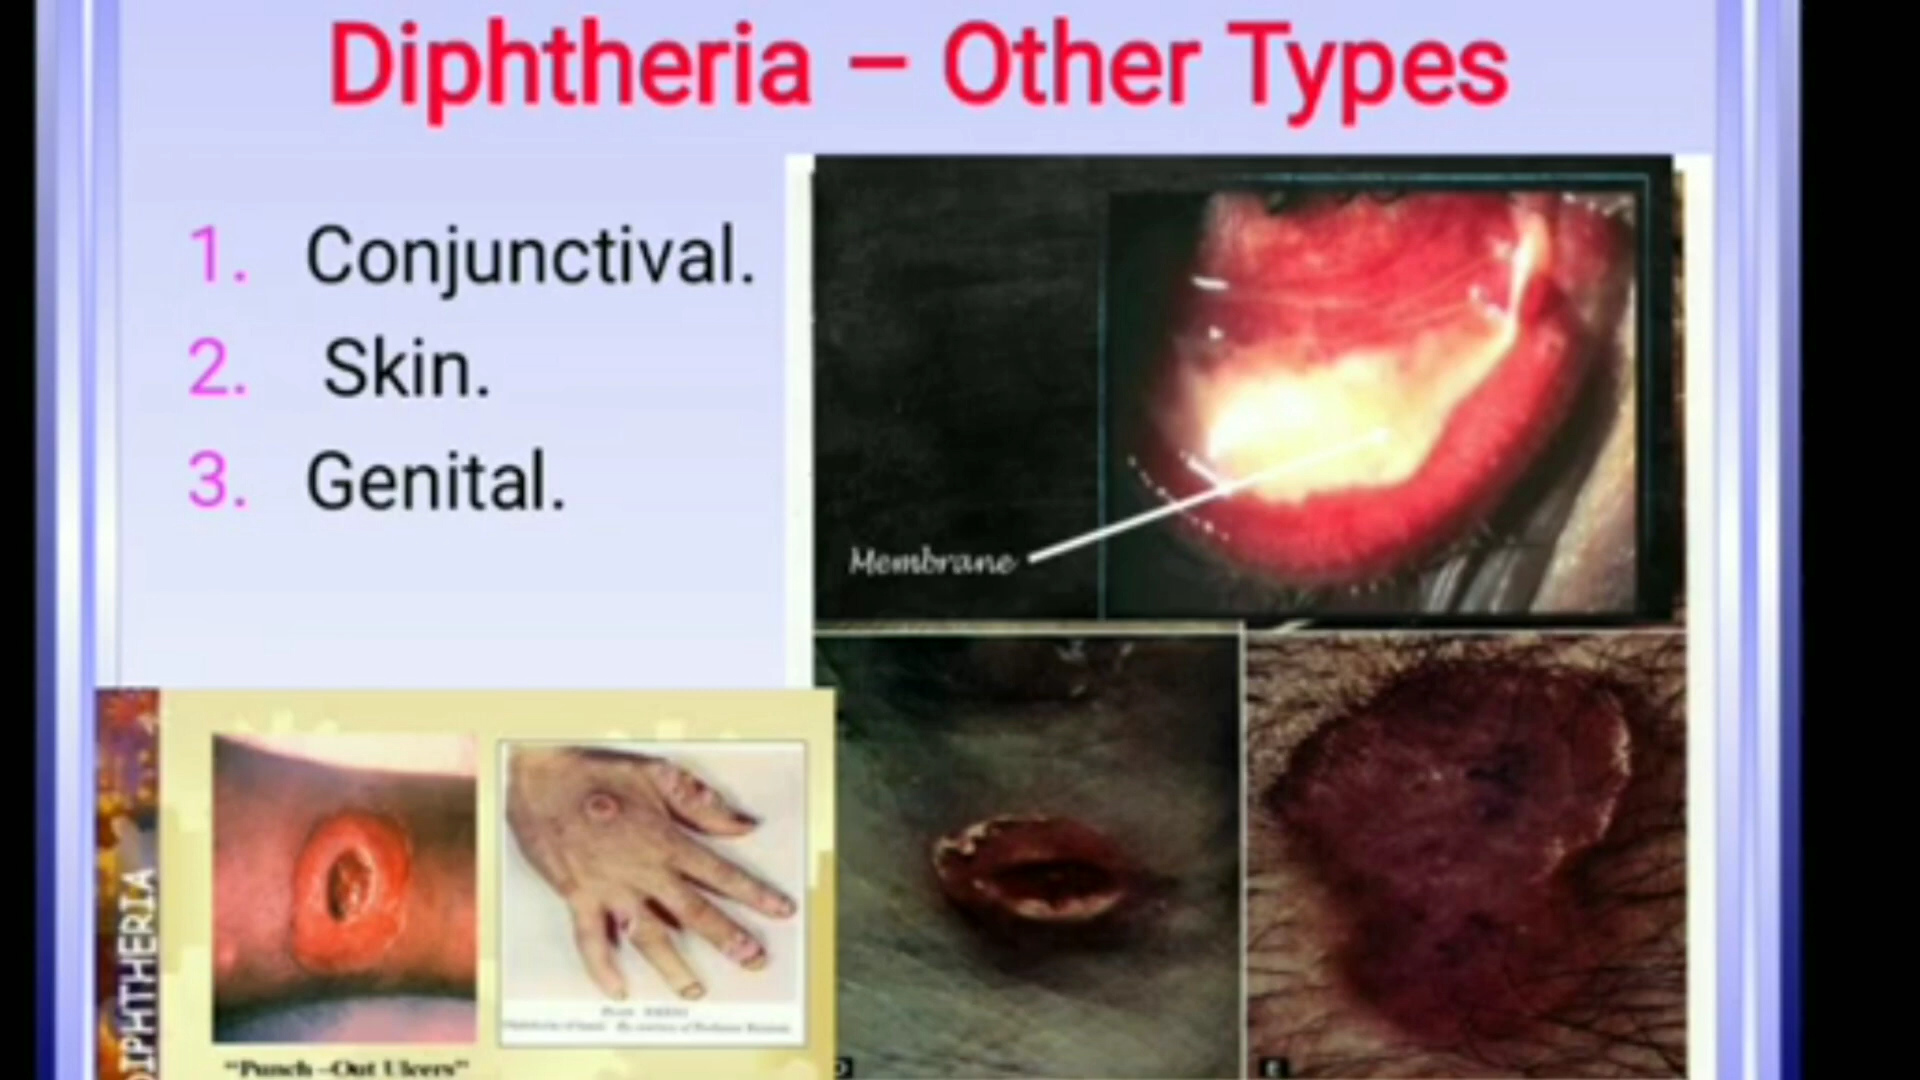 Diphtheria – Other Types
1. Conjunctival.
2. Skin.
3. Genital.
Membrane
DIPHTHERIA
"Punch –Out Ulcers"
E